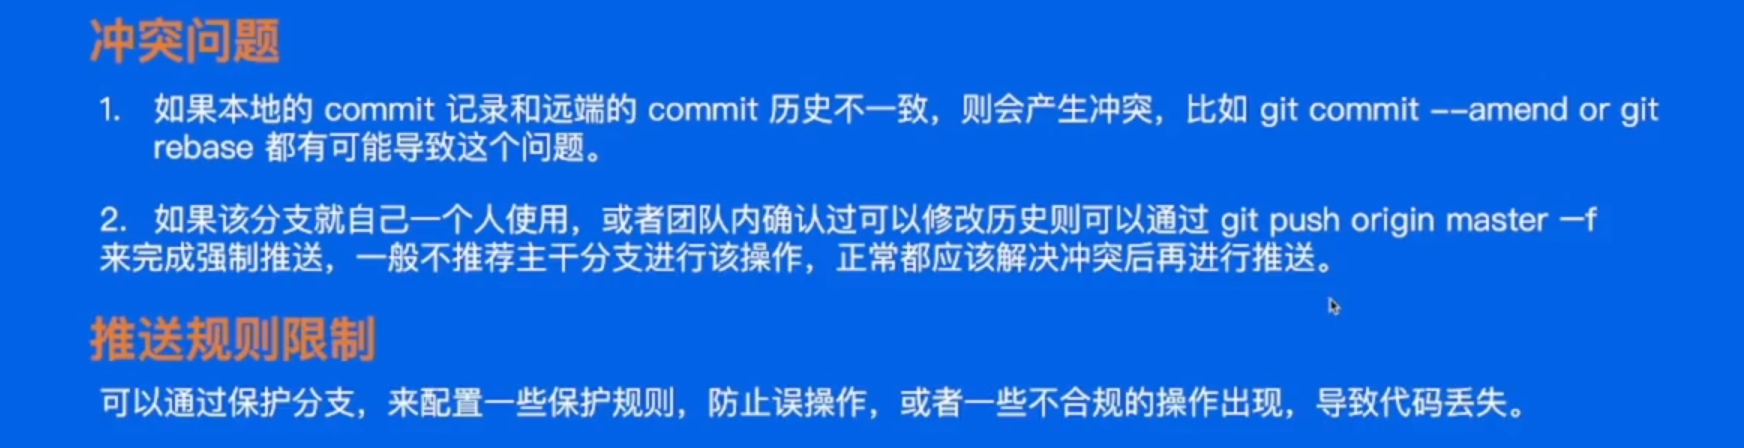 冲突问题
1. 如果本地的 commit 记录和远端的 commit 历史不一致，则会产生冲突，比如 git commit --amend or git
rebase 都有可能导致这个问题。
2. 如果该分支就自己一个人使用，或者团队内确认过可以修改历史则可以通过 git push origin master —f
来完成强制推送，一般不推荐主干分支进行该操作，正常都应该解决冲突后再进行推送。
推送规则限制
可以通过保护分支，来配置一些保护规则，防止误操作，或者一些不合规的操作出现，导致代码丢失。